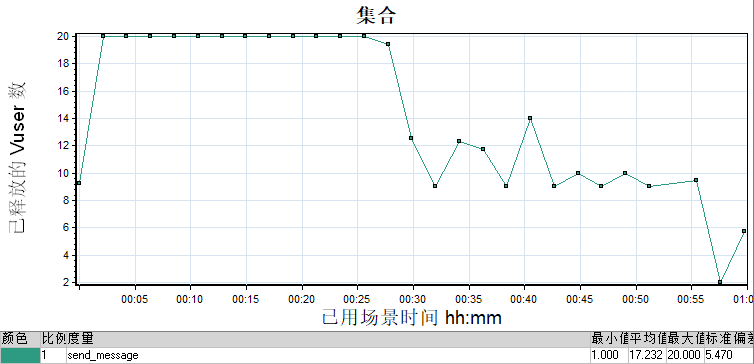 集合
20
18
16
14
12
10
8
6
4
2
已释放的 Vuser 数
00:05 00:10 00:15 00:20 00:25 00:30 00:35 00:40 00:45 00:50 00:55 01:0
已用场景时间 hh:mm
颜色 比例 度量 最小值 平均值 最大值 标准偏差
1 send_message 1.000 17.232 20.000 5.470